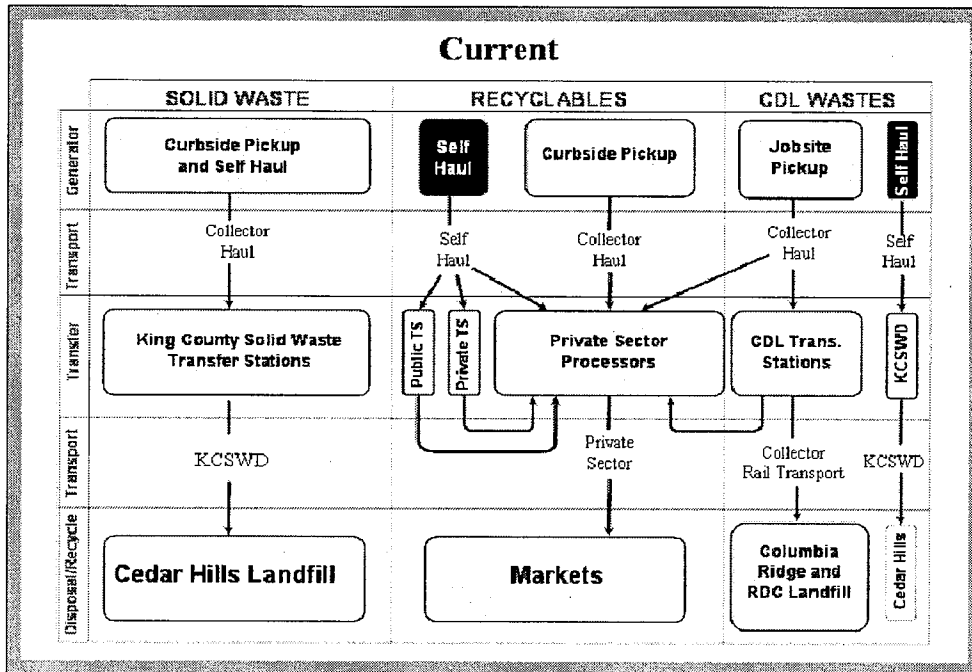 Current
SOLID WASTE
RECYCLABLES
CDL WASTES
Generator
Curbside Pickup
and Self Haul
Self
Haul
Curbside Pickup
Jobsite
Pickup
Self Haul
Transport
Collector
Haul
Self
Haul
Collector
Haul
Collector
Haul
Self
Haul
Transfer
King County Solid Waste
Transfer Stations
Public TS
Private TS
Private Sector
Processors
CDL Trans.
Stations
KCSWD
Transport
KCSWD
Private
Sector
Collector
Rail Transport
KCSWD
Disposal/Recycle
Cedar Hills Landfill
Markets
Columbia
Ridge and
RDC Landfill
Cedar Hills